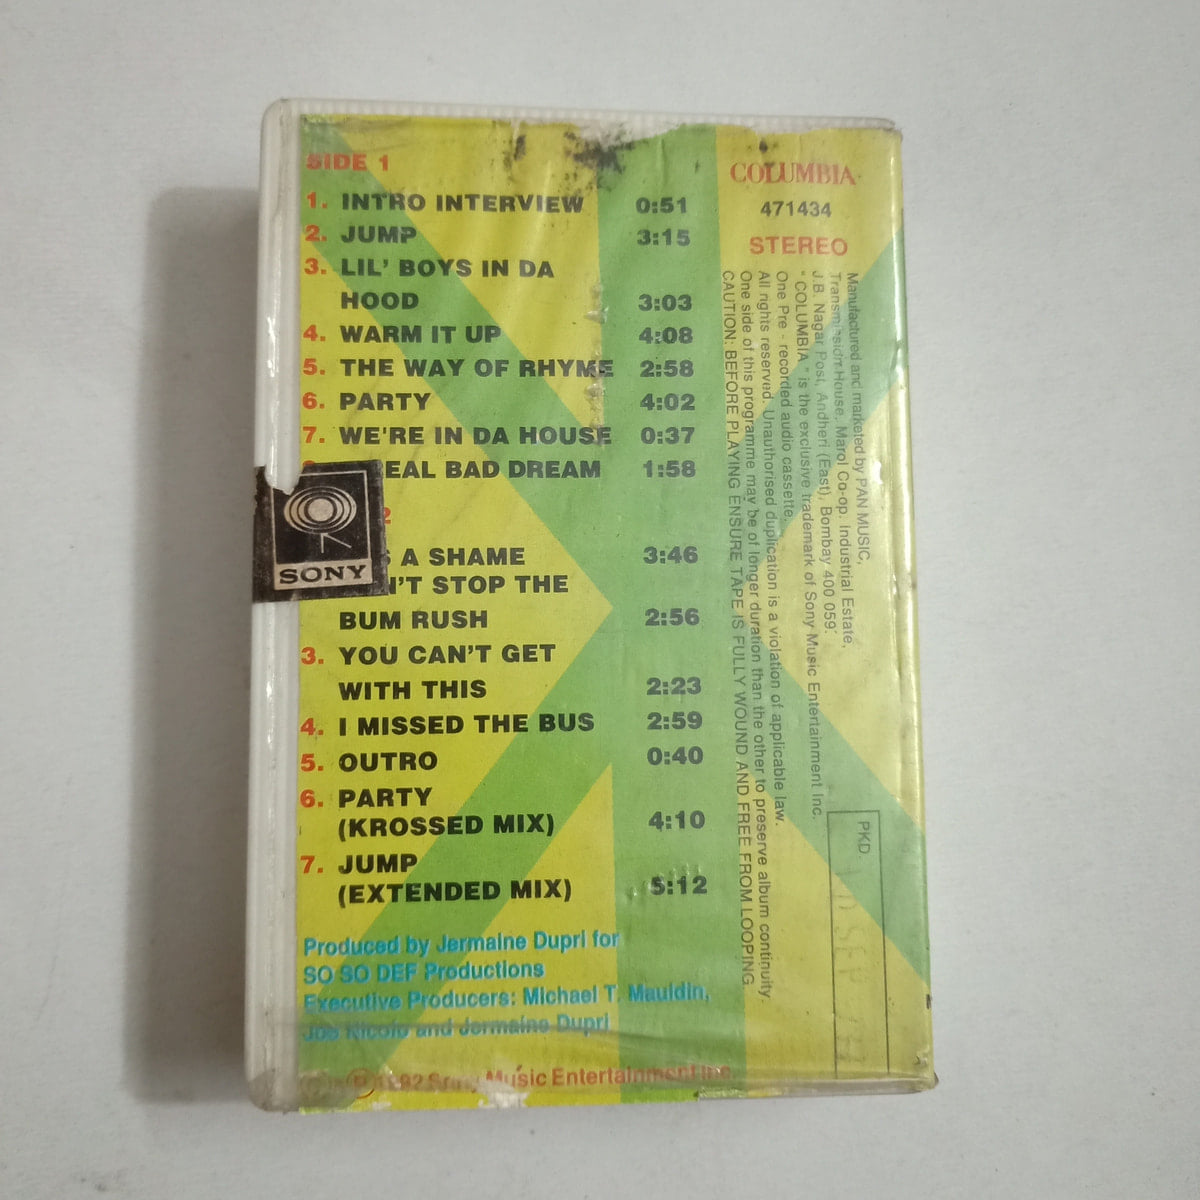 SIDE 1
1. INTRO INTERVIEW 0:51
2. JUMP 3:15
3. LIL' BOYS IN DA
HOOD 3:03
4. WARM IT UP 4:08
5. THE WAY OF RHYME 2:58
6. PARTY 4:02
7. WE'RE IN DA HOUSE 0:37
REAL BAD DREAM 1:58
2
A SHAME 3:46
STOP THE
BUM RUSH 2:56
3. YOU CAN'T GET
WITH THIS 2:23
4. I MISSED THE BUS 2:59
5. OUTRO 0:40
6. PARTY
(KROSSED MIX) 4:10
7. JUMP
(EXTENDED MIX) 5:12
Produced by Jermaine Dupri for
SO SO DEF Productions
Executive Producers: Michael T. Mauldin,
Joe Nicolo and Jermaine Dupri
Ⓟ 1992 Sony Music Entertainment Inc.
SONY
COLUMBIA
471434
STEREO
Manufactured and marketed by PAN MUSIC,
Transmission House, Marol Co-op. Industrial Estate,
J.B. Nagar Post, Andheri (East), Bombay 400 059.
" COLUMBIA " is the exclusive trademark of Sony Music Entertainment Inc.
One Pre - recorded audio cassette.
All rights reserved. Unauthorised duplication is a violation of applicable law.
One side of this programme may be of longer duration than the other to preserve album continuity.
CAUTION: BEFORE PLAYING ENSURE TAPE IS FULLY WOUND AND FREE FROM LOOPING
PKD.
SEP